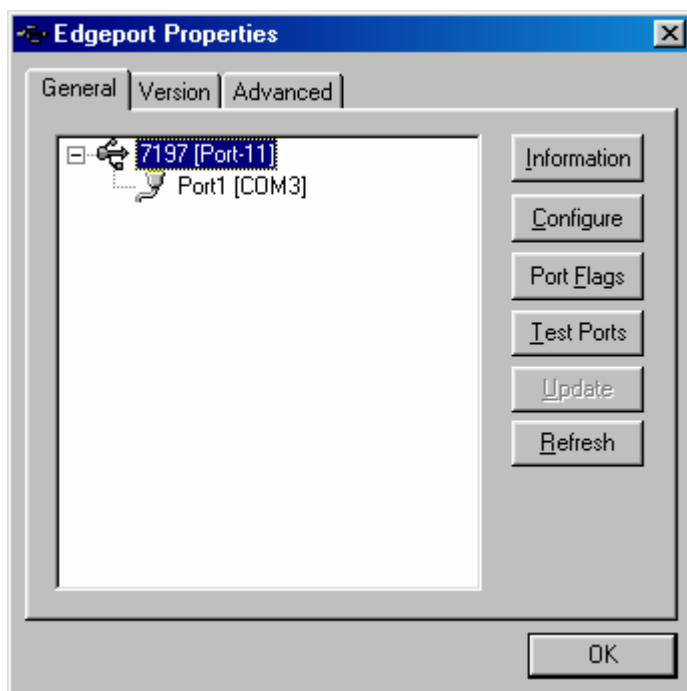 Edgeport Properties
General Version Advanced
7197 [Port-11]
Port1 [COM3]
Information
Configure
Port Flags
Test Ports
Update
Refresh
OK